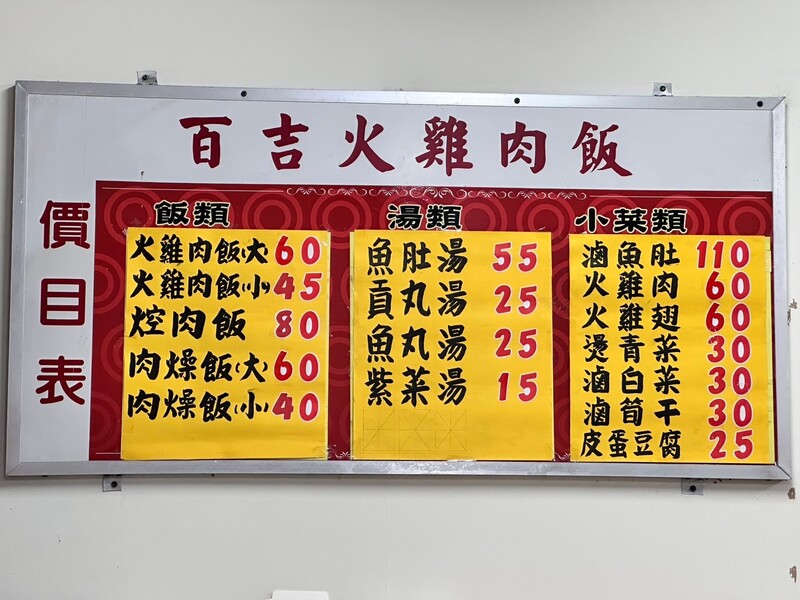 百吉火雞肉飯
價目表
飯類
火雞肉飯(大) 60
火雞肉飯(小) 45
焢肉飯 80
肉燥飯(大) 60
肉燥飯(小) 40
湯類
魚肚湯 55
貢丸湯 25
魚丸湯 25
紫菜湯 15
小菜類
滷魚肚 110
火雞肉 60
火雞翅 60
燙青菜 30
滷白菜 30
滷筍干 30
皮蛋豆腐 25